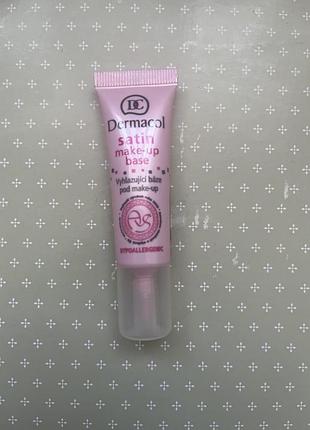 DC
Dermacol
satin
make-up
base
Vyhlazující báze
pod make-up
HYPOALLERGENIC